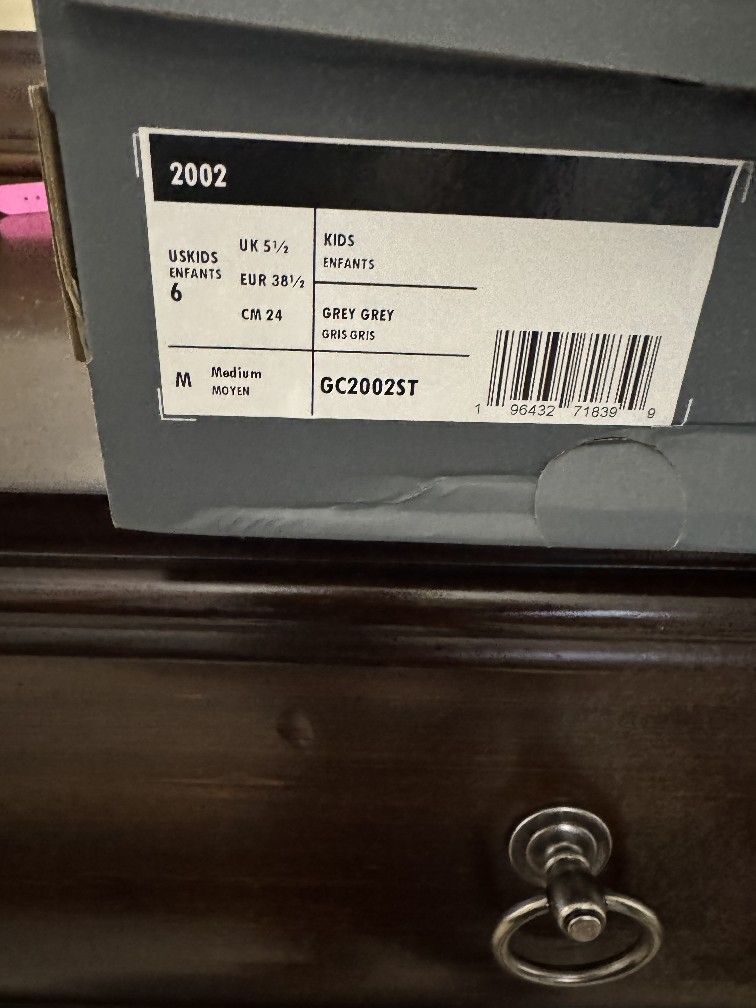 2002
USKIDS
ENFANTS
6
UK 5½
EUR 38½
CM 24
KIDS
ENFANTS
GREY GREY
GRIS GRIS
M
Medium
MOYEN
GC2002ST
1 96432 71839 9